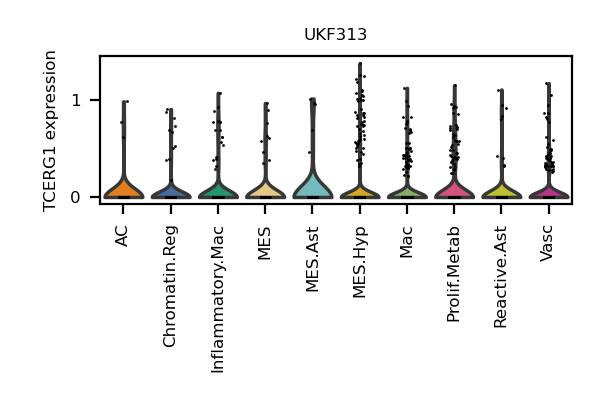 UKF313
TCERG1 expression
1
0
AC
Chromatin.Reg
Inflammatory.Mac
MES
MES.Ast
MES.Hyp
Mac
Prolif.Metab
Reactive.Ast
Vasc